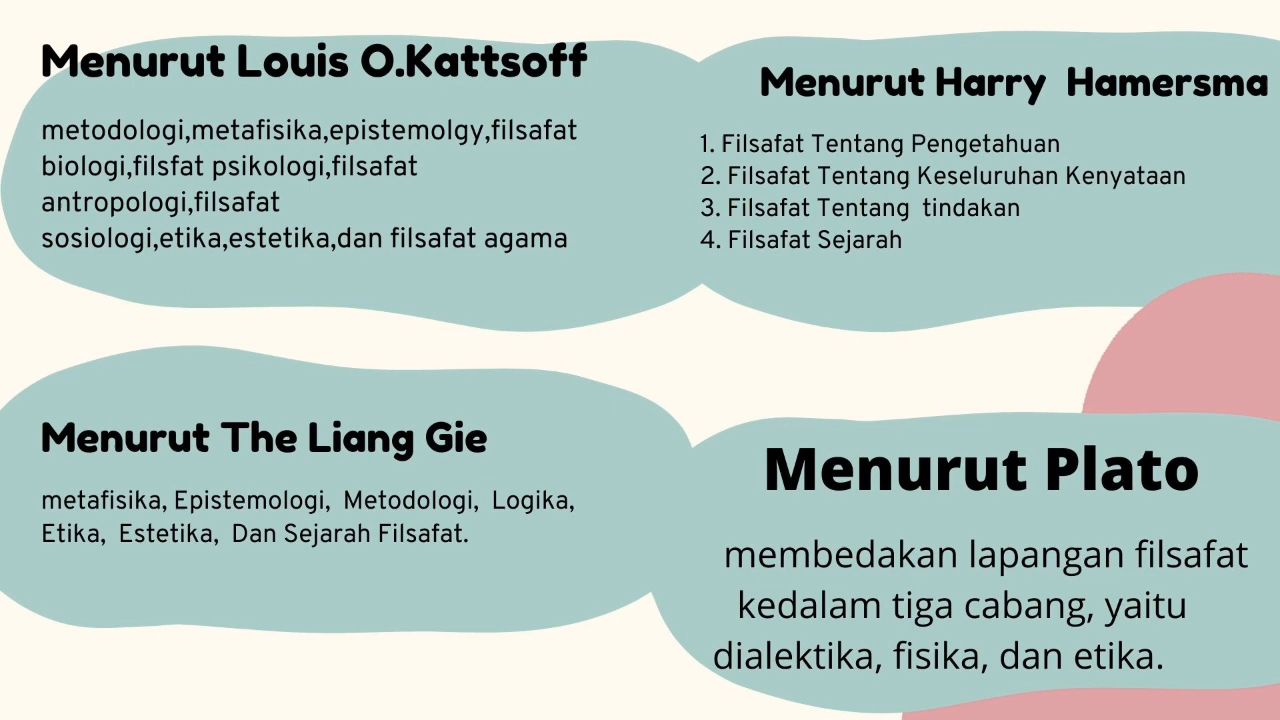 Menurut Louis O.Kattsoff
metodologi,metafisika,epistemolgy,filsafat
biologi,filsfat psikologi,filsafat
antropologi,filsafat
sosiologi,etika,estetika,dan filsafat agama
Menurut Harry Hamersma
1. Filsafat Tentang Pengetahuan
2. Filsafat Tentang Keseluruhan Kenyataan
3. Filsafat Tentang tindakan
4. Filsafat Sejarah
Menurut The Liang Gie
metafisika, Epistemologi, Metodologi, Logika,
Etika, Estetika, Dan Sejarah Filsafat.
Menurut Plato
membedakan lapangan filsafat
kedalam tiga cabang, yaitu
dialektika, fisika, dan etika.